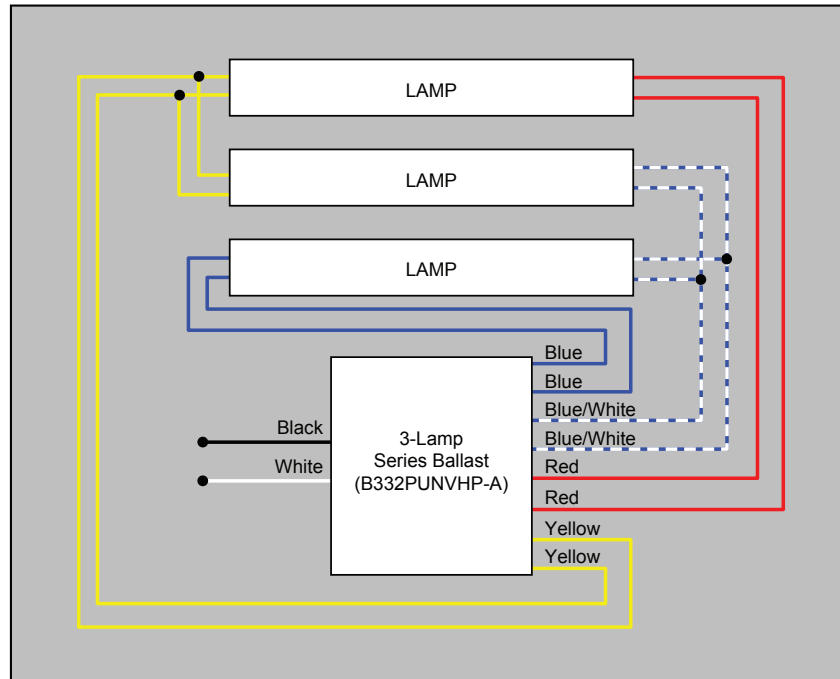 LAMP
LAMP
LAMP
Blue
Blue
Blue/White
Blue/White
Red
Red
Yellow
Yellow
Black
White
3-Lamp
Series Ballast
(B332PUNVHP-A)